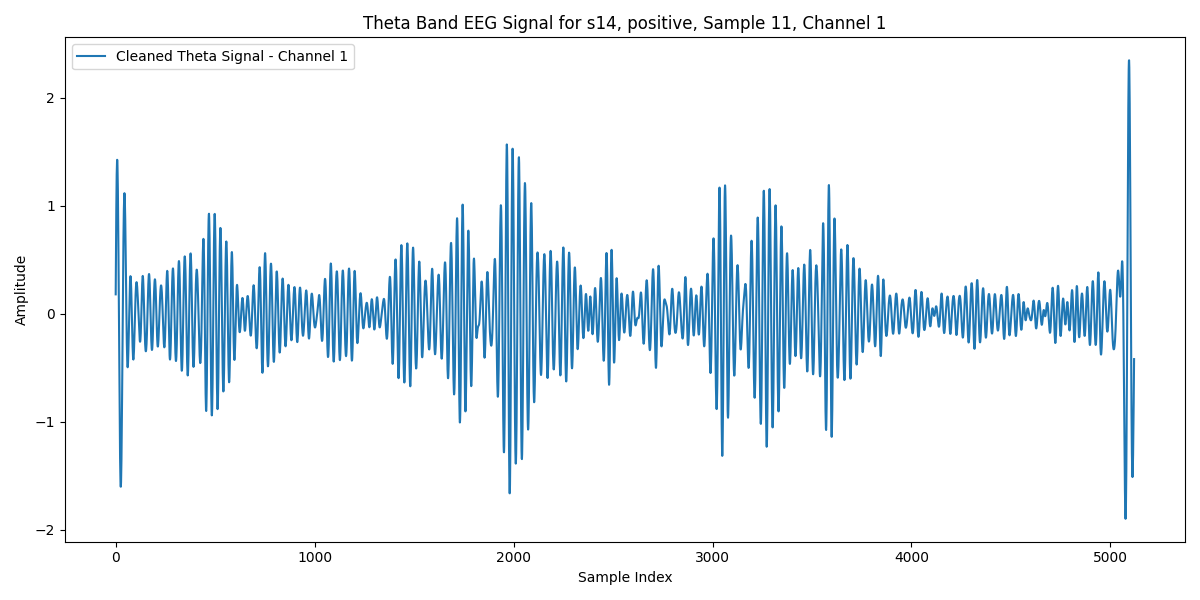 Theta Band EEG Signal for s14, positive, Sample 11, Channel 1
Cleaned Theta Signal - Channel 1
Amplitude
2
1
0
−1
−2
0 1000 2000 3000 4000 5000
Sample Index